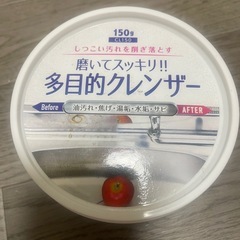 150g
CL150
しつこい汚れを削ぎ落とす
磨いてスッキリ!!
多目的クレンザー
Before
油汚れ・焦げ・湯垢・水垢・サビ
AFTER